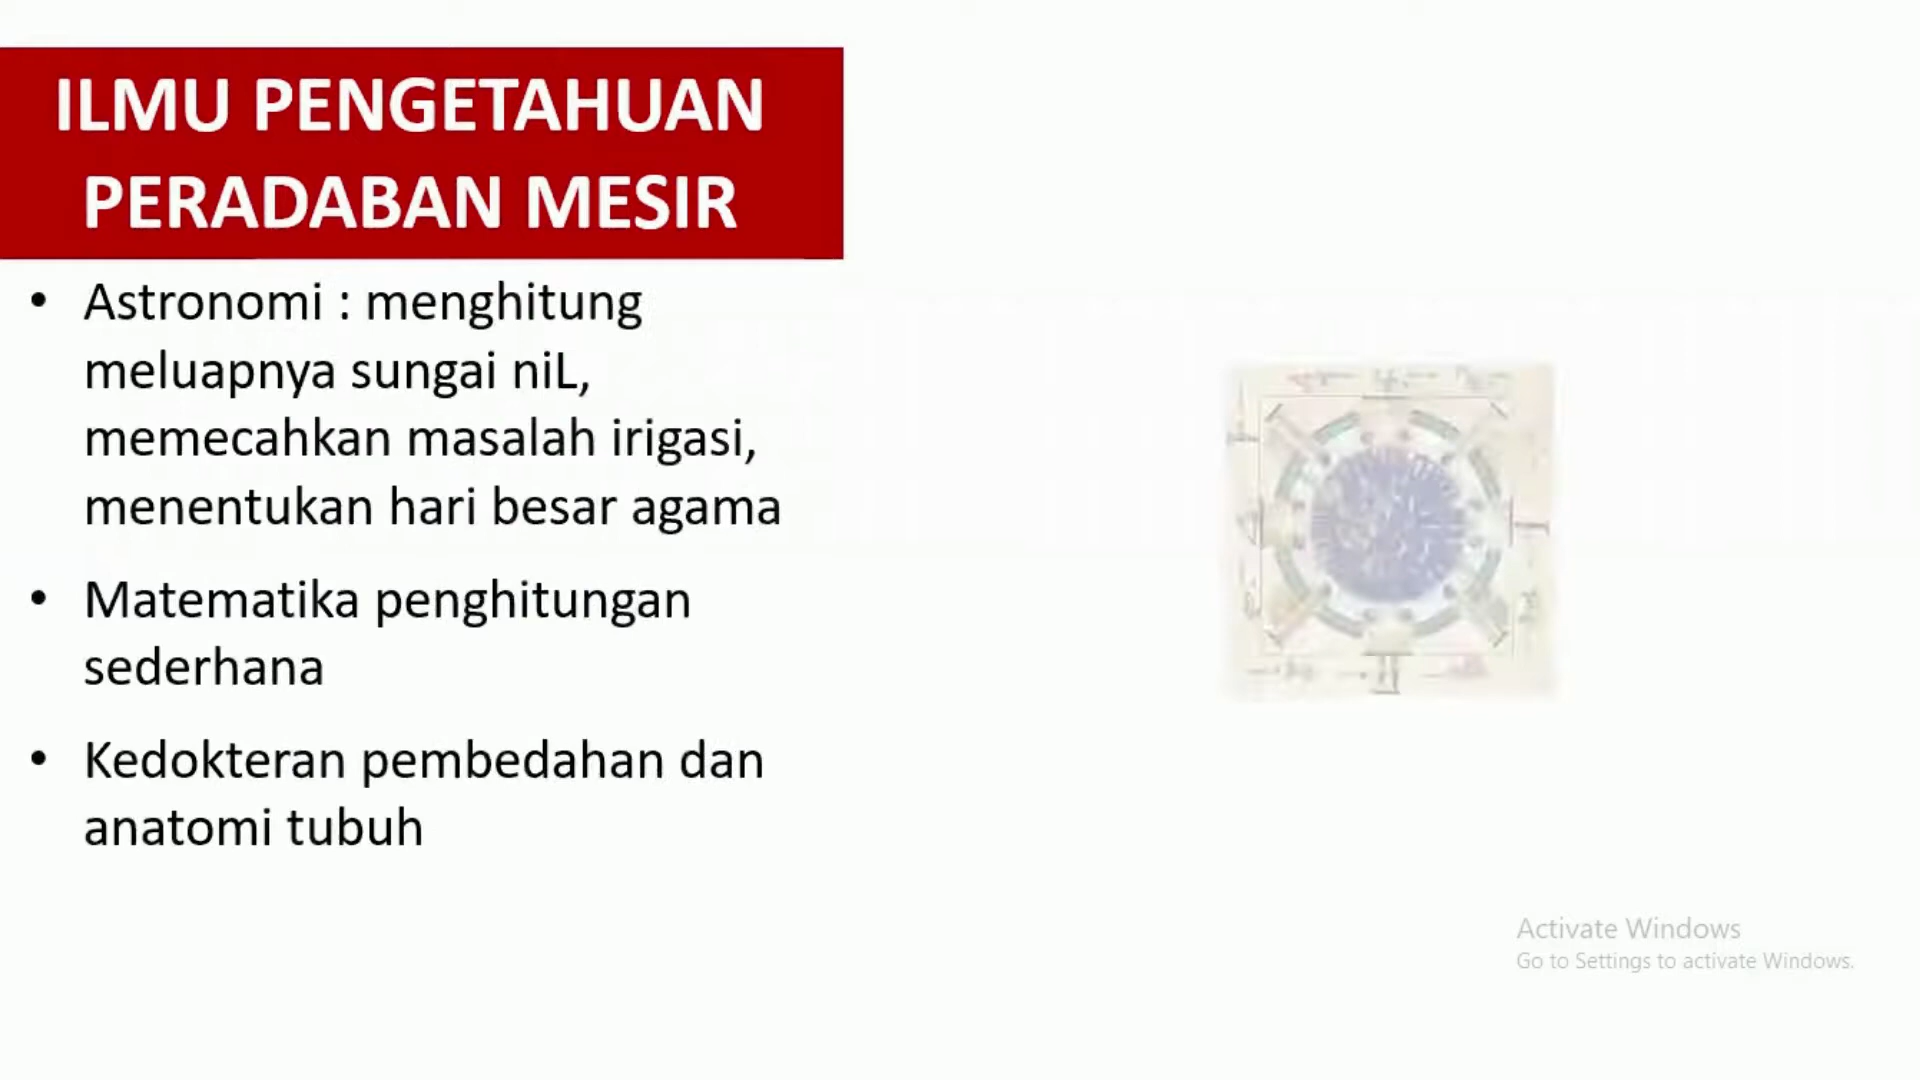 ILMU PENGETAHUAN
PERADABAN MESIR
• Astronomi : menghitung
meluapnya sungai niL,
memecahkan masalah irigasi,
menentukan hari besar agama
• Matematika penghitungan
sederhana
• Kedokteran pembedahan dan
anatomi tubuh
Activate Windows
Go to Settings to activate Windows.